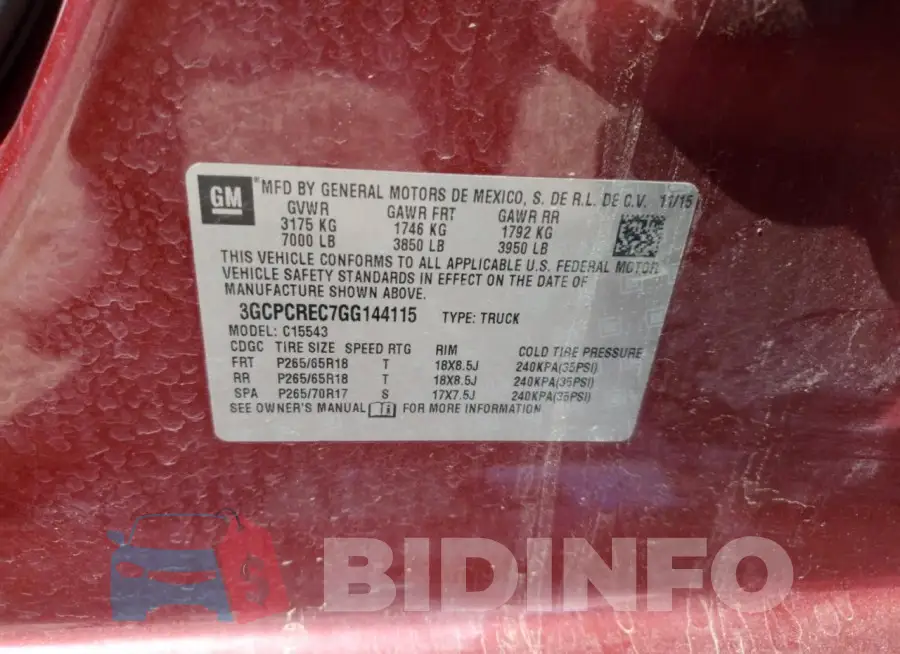 GM ® MFD BY GENERAL MOTORS DE MEXICO, S. DE R.L. DE C.V. 11/15
GVWR GAWR FRT GAWR RR
3175 KG 1746 KG 1792 KG
7000 LB 3850 LB 3950 LB
THIS VEHICLE CONFORMS TO ALL APPLICABLE U.S. FEDERAL MOTOR
VEHICLE SAFETY STANDARDS IN EFFECT ON THE DATE OF
MANUFACTURE SHOWN ABOVE.
3GCPCREC7GG144115 TYPE: TRUCK
MODEL: C15543
CDGC TIRE SIZE SPEED RTG RIM COLD TIRE PRESSURE
FRT P265/65R18 T 18X8.5J 240KPA(35PSI)
RR P265/65R18 T 18X8.5J 240KPA(35PSI)
SPA P265/70R17 S 17X7.5J 240KPA(35PSI)
SEE OWNER'S MANUAL FOR MORE INFORMATION
$ BIDINFO